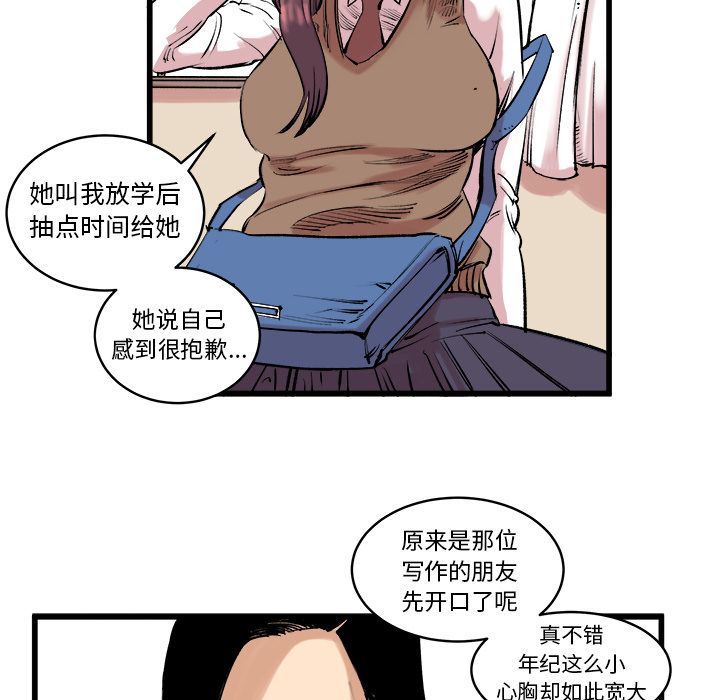 她叫我放学后
抽点时间给她
她说自己
感到很抱歉...
原来是那位
写作的朋友
先开口了呢
真不错
年纪这么小
心胸却如此宽大